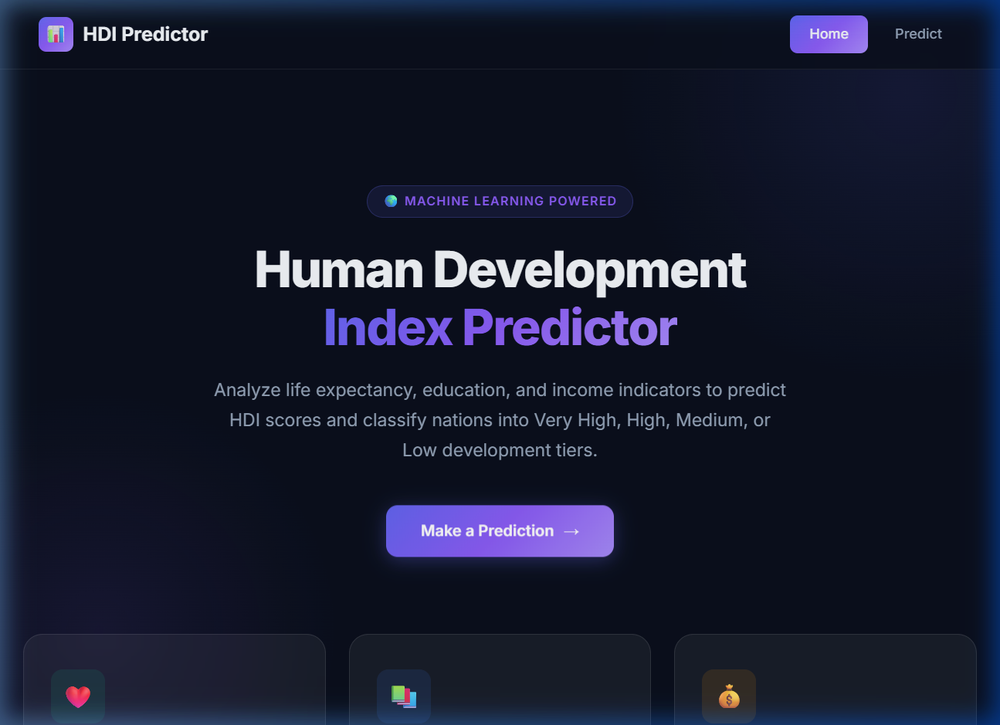 HDI Predictor
Home
Predict
MACHINE LEARNING POWERED
Human Development
Index Predictor
Analyze life expectancy, education, and income indicators to predict
HDI scores and classify nations into Very High, High, Medium, or
Low development tiers.
Make a Prediction →